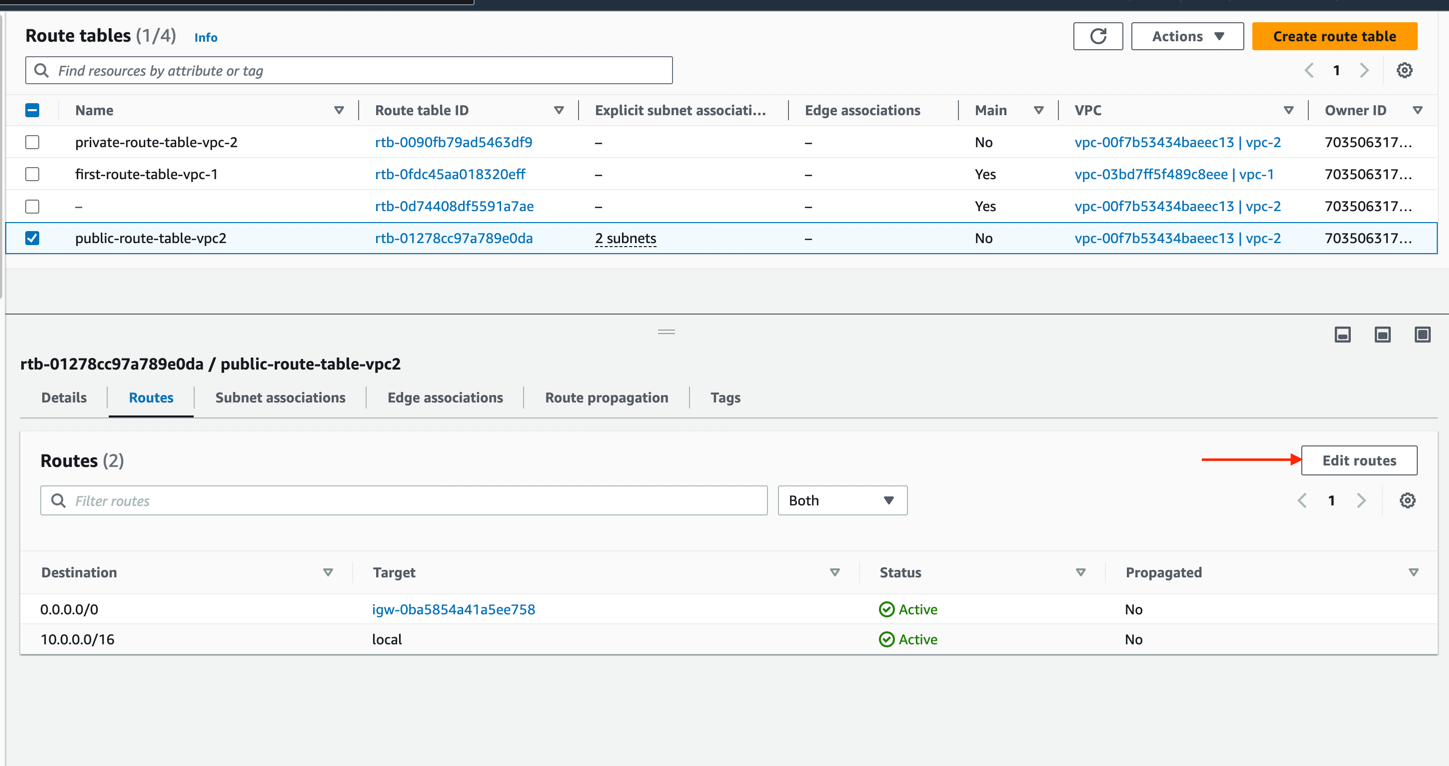 Route tables (1/4) Info
Actions Create route table
Find resources by attribute or tag
1
Name Route table ID Explicit subnet associati... Edge associations Main VPC Owner ID
private-route-table-vpc-2 rtb-0090fb79ad5463df9 – – No vpc-00f7b53434baeec13 | vpc-2 703506317...
first-route-table-vpc-1 rtb-0fdc45aa018320eff – – Yes vpc-03bd7ff5f489c8eee | vpc-1 703506317...
– rtb-0d74408df5591a7ae – – Yes vpc-00f7b53434baeec13 | vpc-2 703506317...
public-route-table-vpc2 rtb-01278cc97a789e0da 2 subnets – No vpc-00f7b53434baeec13 | vpc-2 703506317...
rtb-01278cc97a789e0da / public-route-table-vpc2
Details Routes Subnet associations Edge associations Route propagation Tags
Routes (2)
Edit routes
Filter routes Both 1
Destination Target Status Propagated
0.0.0.0/0 igw-0ba5854a41a5ee758 Active No
10.0.0.0/16 local Active No